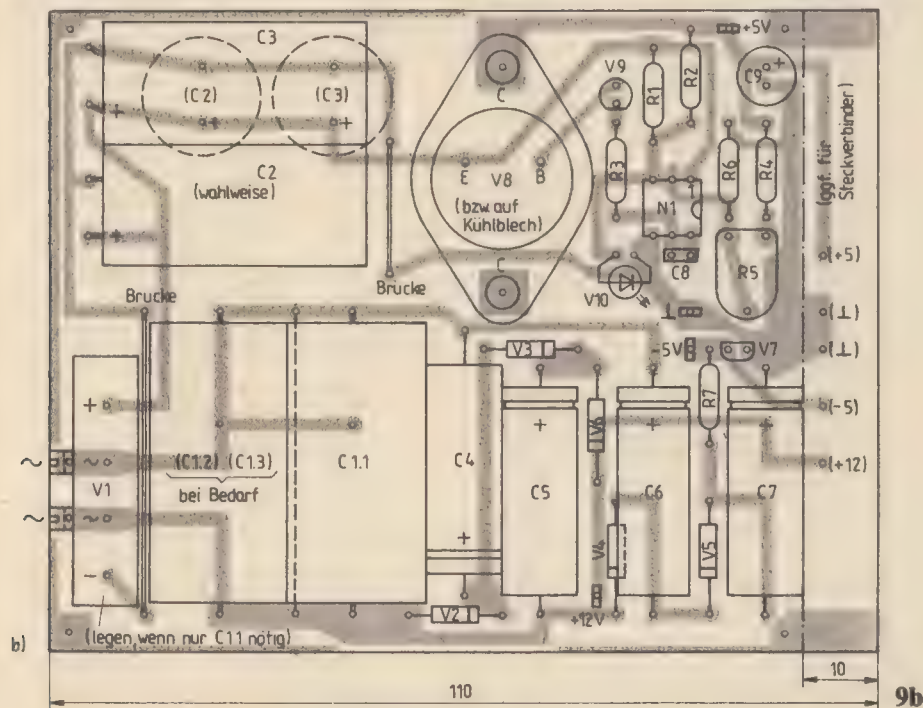 C3
+5V
(C2)
(C3)
+
+
+
C
V9
R1
R2
C9
+
E
V8
B
(bzw. auf
Kühlblech)
C2
(wahlweise)
+
R3
N1
1
R6
R4
(ggf. für
Steckverbinder
C
V10
C8
R5
(+5)
⊥
(⊥)
Brücke
Brücke
V3
-5V
V7
(⊥)
+
V1
~
~
~
~
-
(C1.2) (C1.3)
bei Bedarf
C1.1
C4
+
C5
+
V6
C6
+
R7
C7
+
(-5)
(+12)
V4
V5
+12V
V2
b)
(legen, wenn nur C1.1 nötig)
10
110
9b